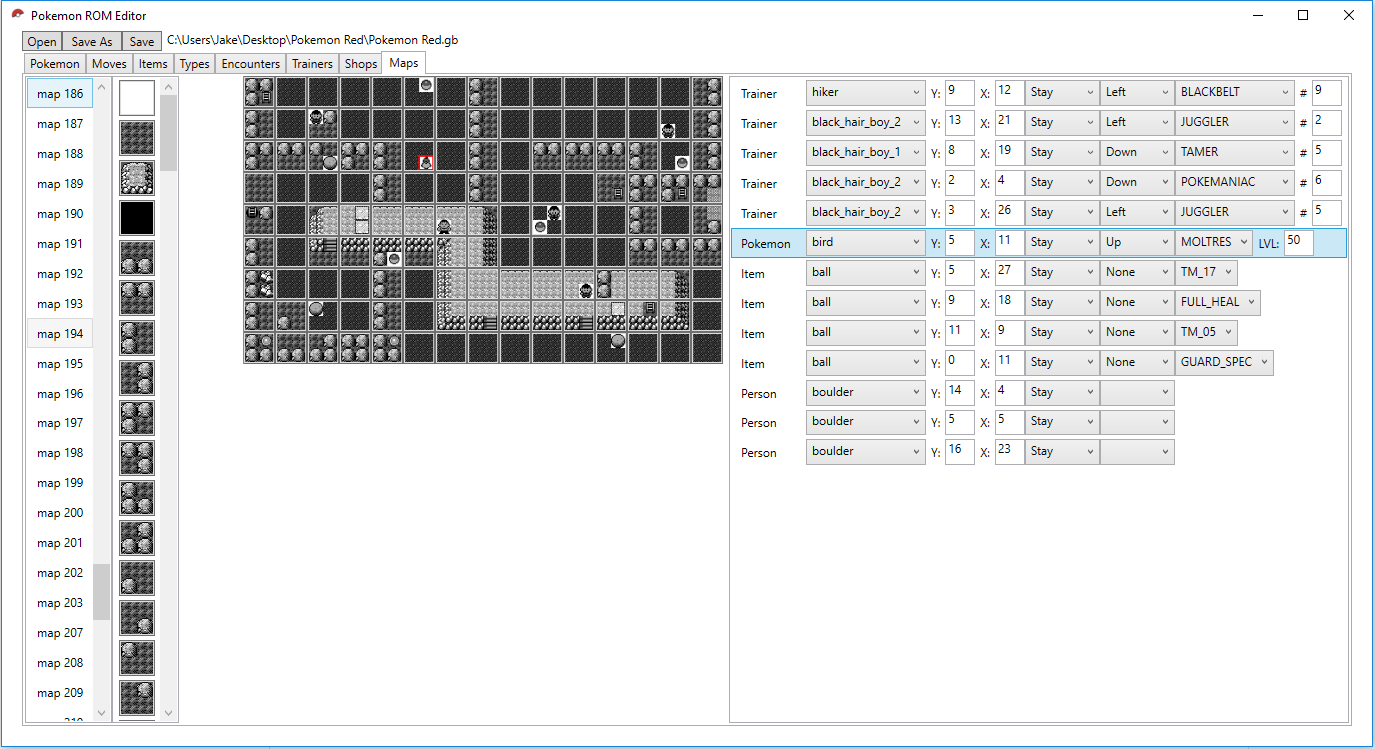 Pokemon ROM Editor
Open Save As Save C:\Users\Jake\Desktop\Pokemon Red\Pokemon Red.gb
Pokemon Moves Items Types Encounters Trainers Shops Maps
map 186
map 187
map 188
map 189
map 190
map 191
map 192
map 193
map 194
map 195
map 196
map 197
map 198
map 199
map 200
map 201
map 202
map 203
map 207
map 208
map 209
Trainer hiker Y: 9 X: 12 Stay Left BLACKBELT # 9
Trainer black_hair_boy_2 Y: 13 X: 21 Stay Left JUGGLER # 2
Trainer black_hair_boy_1 Y: 8 X: 19 Stay Down TAMER # 5
Trainer black_hair_boy_2 Y: 2 X: 4 Stay Down POKEMANIAC # 6
Trainer black_hair_boy_2 Y: 3 X: 26 Stay Left JUGGLER # 5
Pokemon bird Y: 5 X: 11 Stay Up MOLTRES LVL: 50
Item ball Y: 5 X: 27 Stay None TM_17
Item ball Y: 9 X: 18 Stay None FULL_HEAL
Item ball Y: 11 X: 9 Stay None TM_05
Item ball Y: 0 X: 11 Stay None GUARD_SPEC
Person boulder Y: 14 X: 4 Stay
Person boulder Y: 5 X: 5 Stay
Person boulder Y: 16 X: 23 Stay